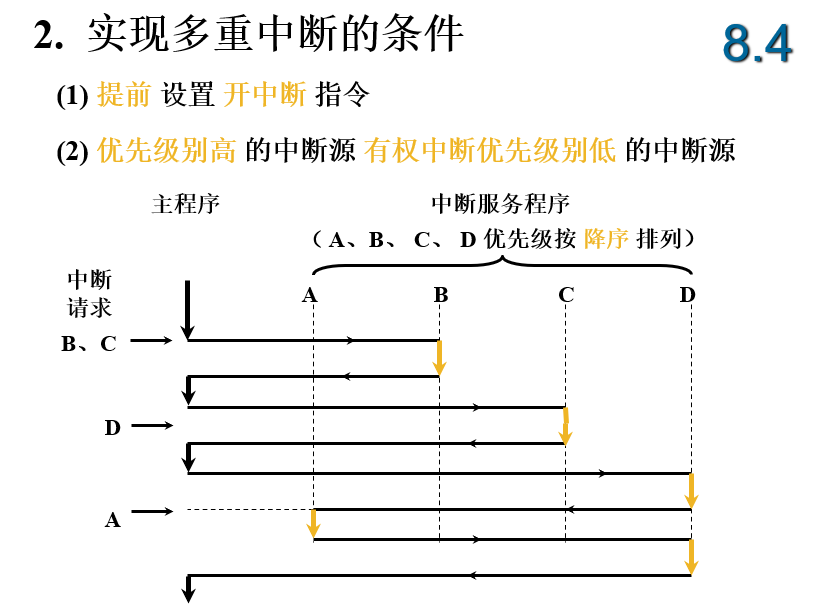 2. 实现多重中断的条件
8.4
(1) 提前 设置 开中断 指令
(2) 优先级别高 的中断源 有权中断优先级别低 的中断源
主程序
中断服务程序
（ A、B、 C、 D 优先级按 降序 排列）
中断
请求
A
B
C
D
B、C
D
A